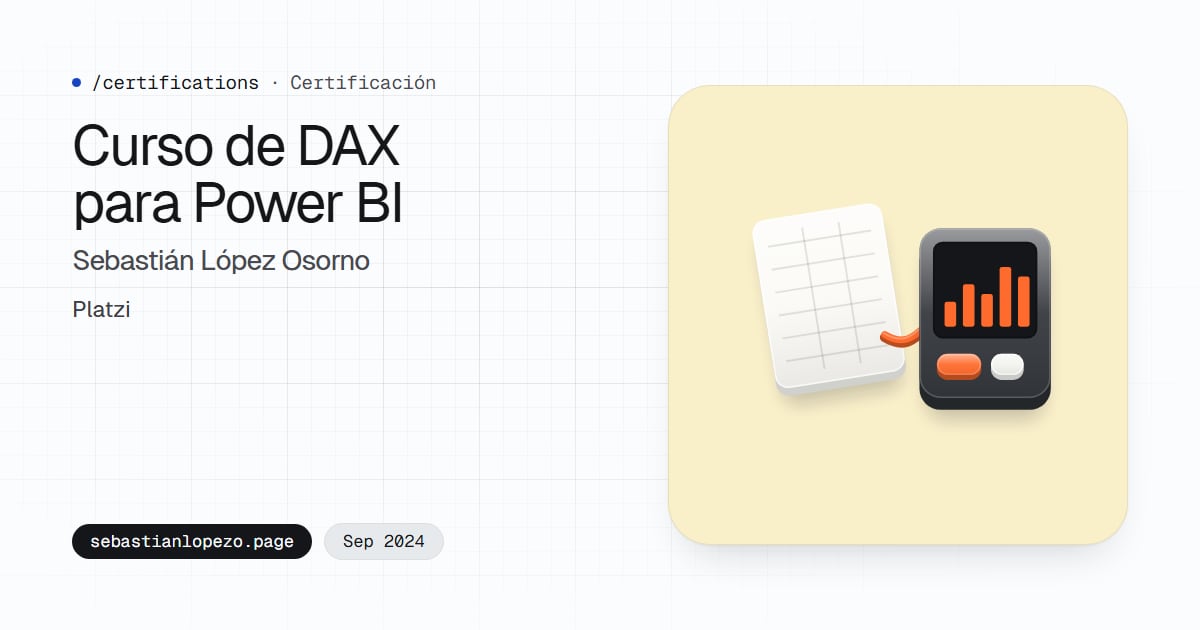 /certifications · Certificación
Curso de DAX
para Power BI
Sebastián López Osorno
Platzi
sebastianlopezo.page
Sep 2024